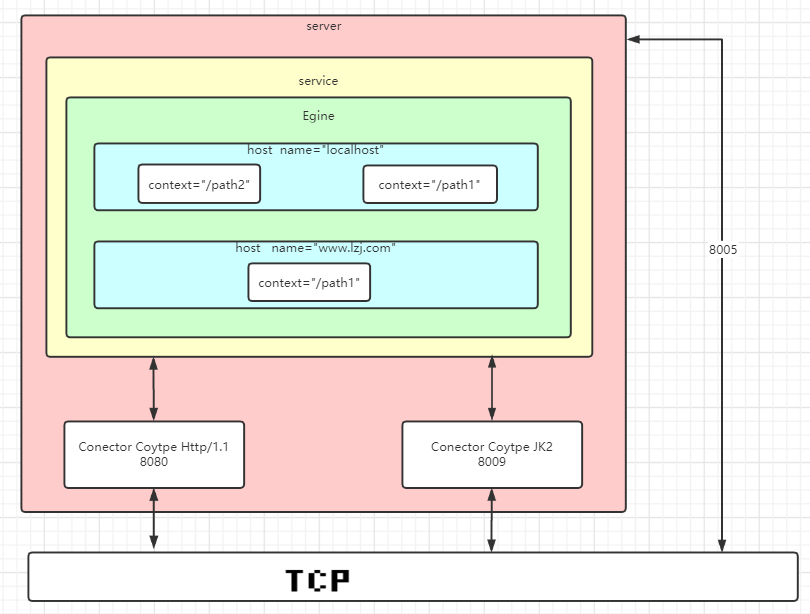 server
service
Egine
host name="localhost"
context="/path2"
context="/path1"
host name="www.lzj.com"
context="/path1"
8005
Conector Coytpe Http/1.1
8080
Conector Coytpe JK2
8009
TCP